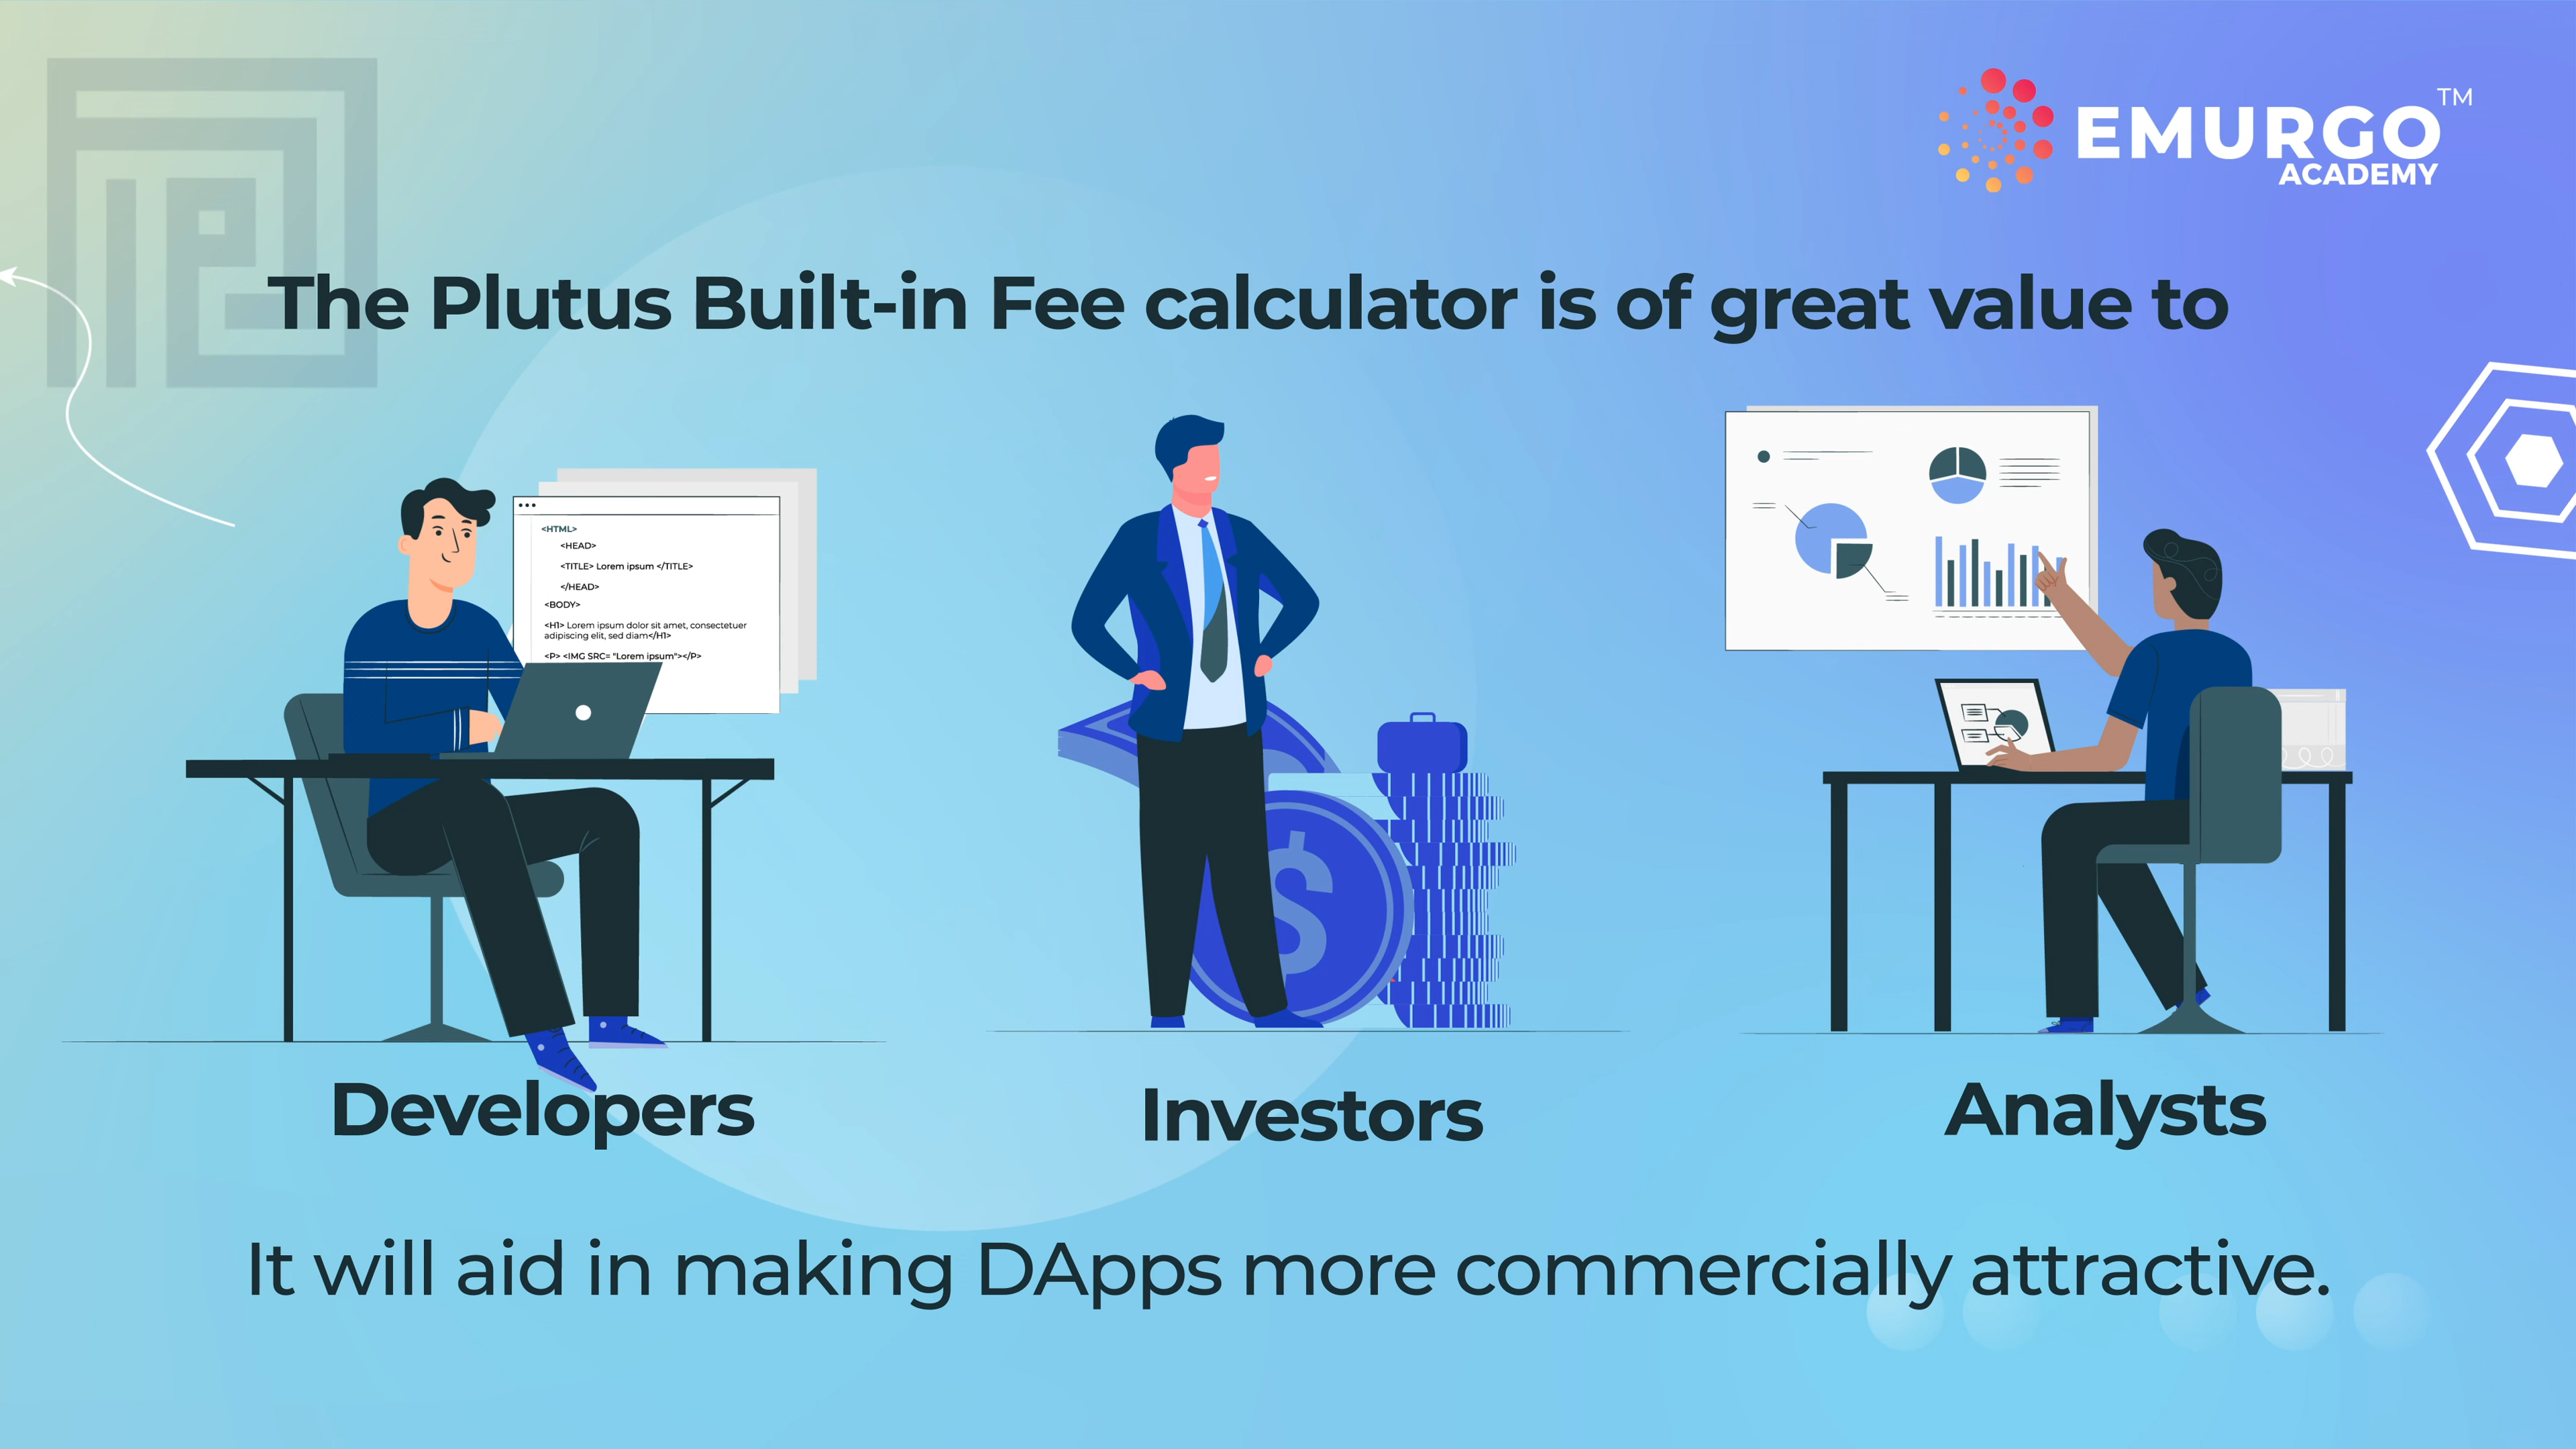 EMURGO™
ACADEMY
The Plutus Built-in Fee calculator is of great value to
<HTML>
<HEAD>
<TITLE> Lorem ipsum </TITLE>
</HEAD>
<BODY>
<H1> Lorem ipsum dolor sit amet, consectetuer
adipiscing elit, sed diam</H1>
<P> <IMG SRC= "Lorem ipsum"></P>
$
Developers
Investors
Analysts
It will aid in making DApps more commercially attractive.